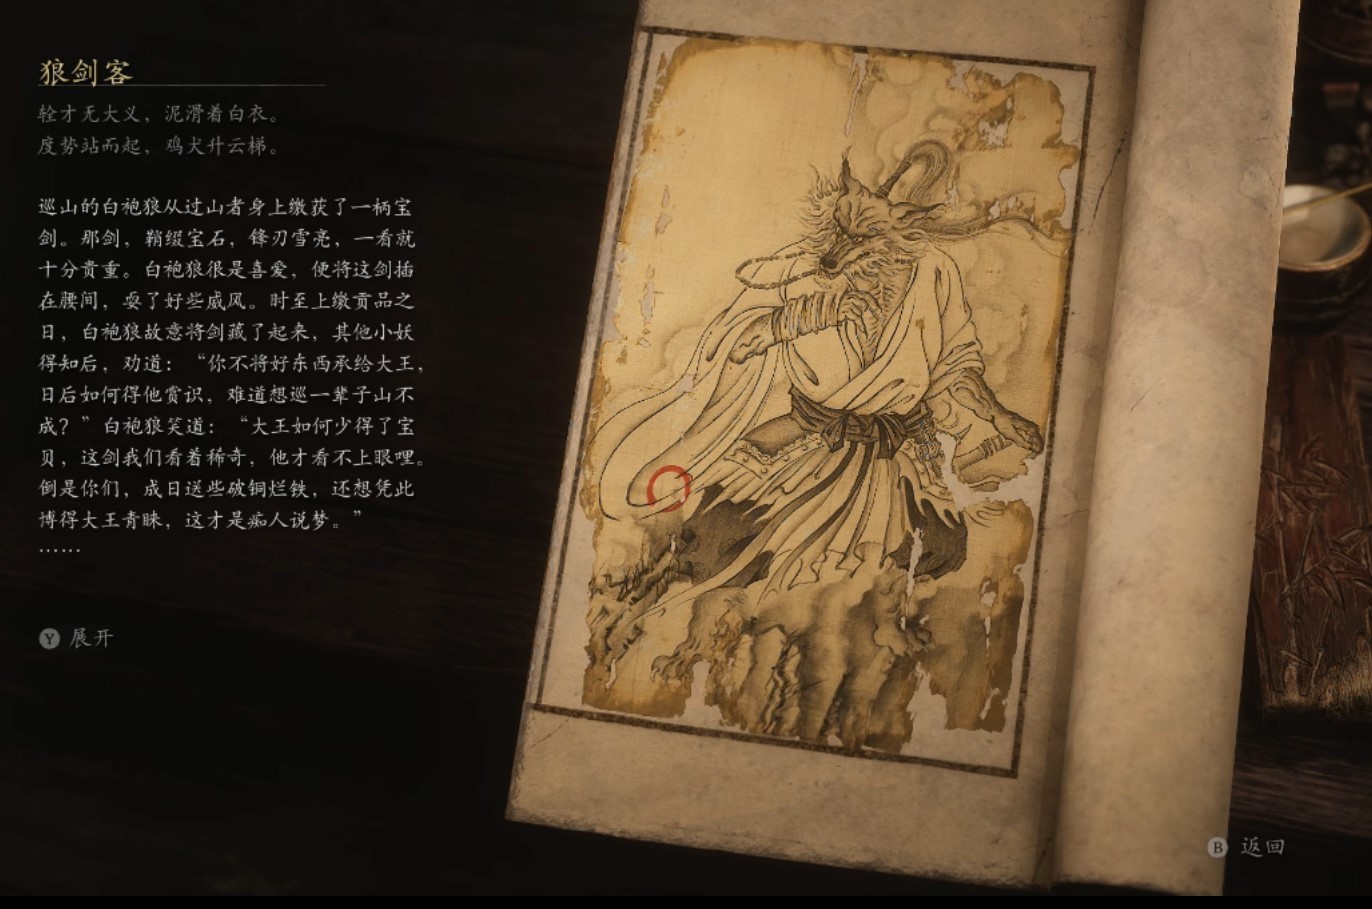 狼剑客
轻才无大义，泥滑着白衣。
度势站而起，鸡犬升云梯。
巡山的白袍狼从过山者身上缴获了一柄宝
剑。那剑，鞘缀宝石，锋刃雪亮，一看就
十分贵重。白袍狼很是喜爱，便将这剑插
在腰间，耍了好些威风。时至上缴贡品之
日，白袍狼故意将剑藏了起来，其他小妖
得知后，劝道：“你不将好东西承给大王，
日后如何得他赏识，难道想巡一辈子山不
成？”白袍狼笑道：“大王如何少得了宝
贝，这剑我们看着稀奇，他才看不上眼哩。
倒是你们，成日送些破铜烂铁，还想凭此
博得大王青睐，这才是痴人说梦。”
……
Y 展开
B 返回